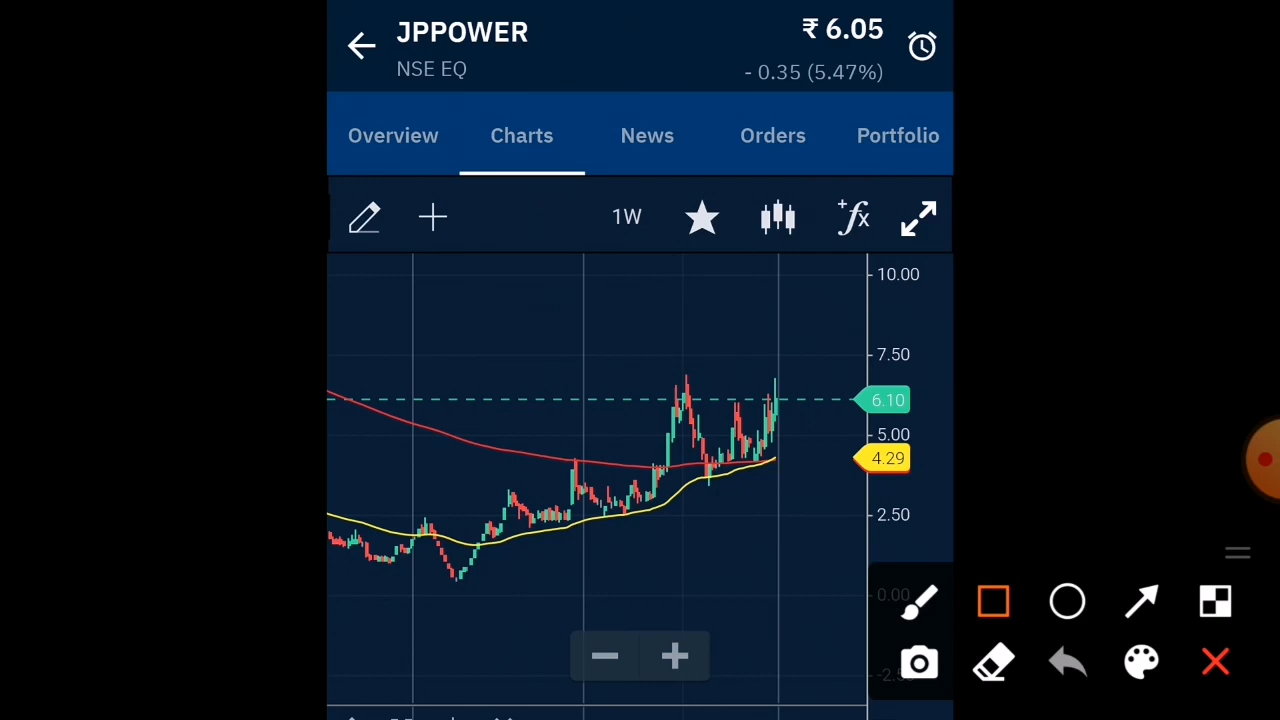 JPPOWER
₹ 6.05
NSE EQ
- 0.35 (5.47%)
Overview
Charts
News
Orders
Portfolio
1W
+fx
10.00
7.50
6.10
5.00
4.29
2.50
0.00